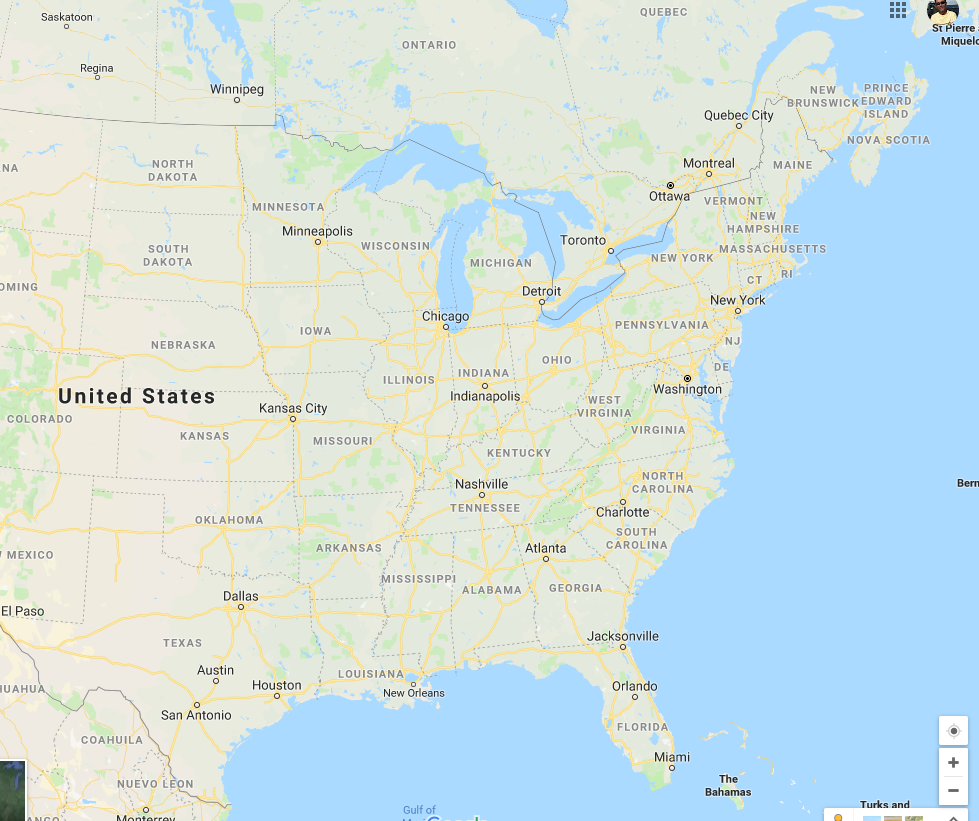 Saskatoon
QUEBEC
St Pierre
Miquelo
ONTARIO
Regina
Winnipeg
NEW
BRUNSWICK
PRINCE
EDWARD
ISLAND
Quebec City
NOVA SCOTIA
Montreal
MAINE
NORTH
DAKOTA
Ottawa
VERMONT
MINNESOTA
NEW
HAMPSHIRE
Minneapolis
WISCONSIN
Toronto
MASSACHUSETTS
SOUTH
DAKOTA
MICHIGAN
NEW YORK
CT
RI
OMING
Detroit
New York
Chicago
PENNSYLVANIA
IOWA
NEBRASKA
NJ
OHIO
DE
ILLINOIS
INDIANA
Indianapolis
Washington
United States
Kansas City
WEST
VIRGINIA
COLORADO
KANSAS
MISSOURI
VIRGINIA
KENTUCKY
Nashville
TENNESSEE
NORTH
CAROLINA
Bern
Charlotte
OKLAHOMA
SOUTH
CAROLINA
ARKANSAS
Atlanta
MEXICO
MISSISSIPPI
ALABAMA
GEORGIA
Dallas
El Paso
Jacksonville
TEXAS
Austin
LOUISIANA
Houston
New Orleans
Orlando
HUAHUA
San Antonio
FLORIDA
COAHUILA
Miami
NUEVO LEON
The
Bahamas
Turks and
Gulf of
Monterrey
Google